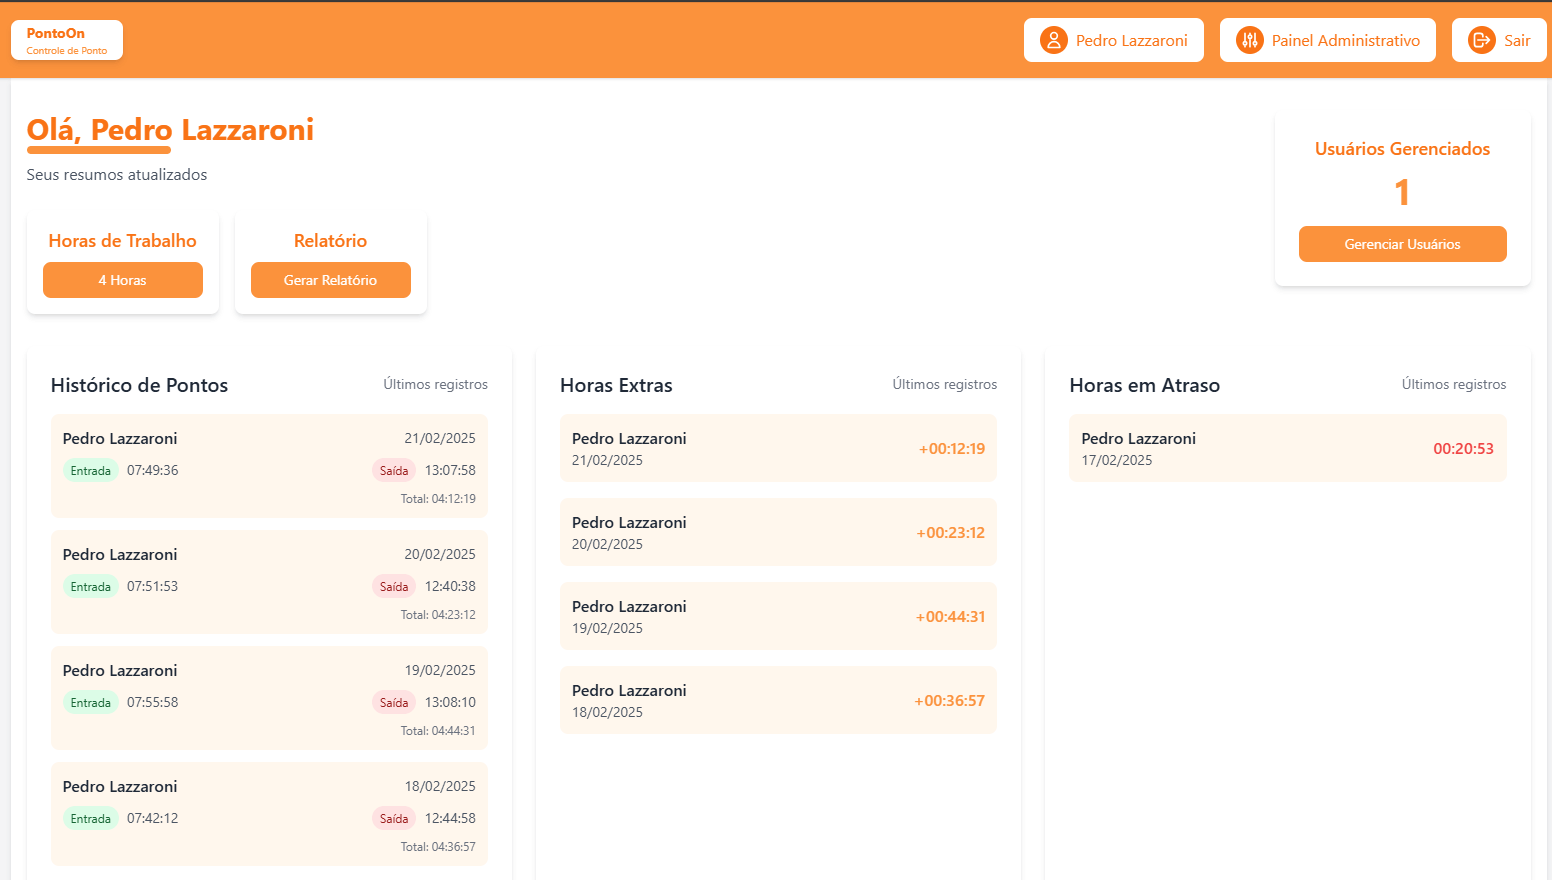 PontoOn
Controle de Ponto
Pedro Lazzaroni
Painel Administrativo
Sair
Olá, Pedro Lazzaroni
Seus resumos atualizados
Usuários Gerenciados
1
Gerenciar Usuários
Horas de Trabalho
4 Horas
Relatório
Gerar Relatório
Histórico de Pontos
Últimos registros
Pedro Lazzaroni
21/02/2025
Entrada 07:49:36
Saída 13:07:58
Total: 04:12:19
Pedro Lazzaroni
20/02/2025
Entrada 07:51:53
Saída 12:40:38
Total: 04:23:12
Pedro Lazzaroni
19/02/2025
Entrada 07:55:58
Saída 13:08:10
Total: 04:44:31
Pedro Lazzaroni
18/02/2025
Entrada 07:42:12
Saída 12:44:58
Total: 04:36:57
Horas Extras
Últimos registros
Pedro Lazzaroni
21/02/2025
+00:12:19
Pedro Lazzaroni
20/02/2025
+00:23:12
Pedro Lazzaroni
19/02/2025
+00:44:31
Pedro Lazzaroni
18/02/2025
+00:36:57
Horas em Atraso
Últimos registros
Pedro Lazzaroni
17/02/2025
00:20:53